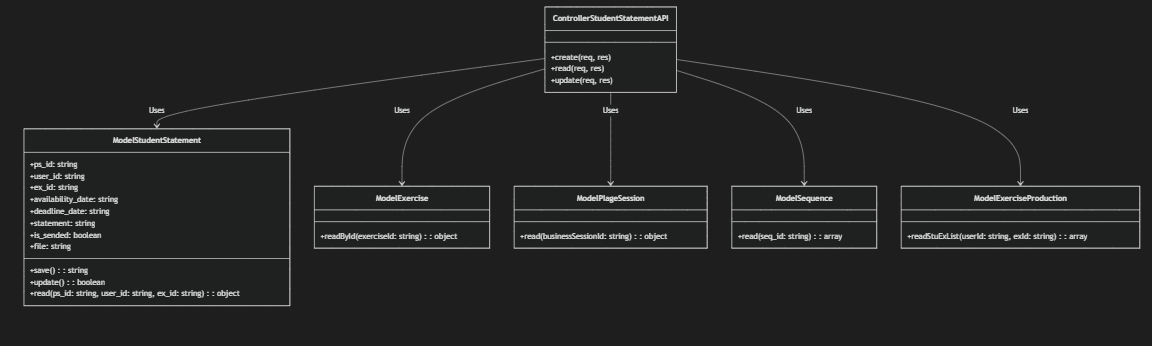 ControllerStudentStatementAPI
+create(req, res)
+read(req, res)
+update(req, res)
Uses
Uses
Uses
Uses
Uses
ModelStudentStatement
+ps_id: string
+user_id: string
+ex_id: string
+availability_date: string
+deadline_date: string
+statement: string
+is_sended: boolean
+file: string
+save() : : string
+update() : : boolean
+read(ps_id: string, user_id: string, ex_id: string) : : object
ModelExercise
+readById(exerciseId: string) : : object
ModelPlageSession
+read(businessSessionId: string) : : object
ModelSequence
+read(seq_id: string) : : array
ModelExerciseProduction
+readStuExList(userId: string, exId: string) : : array